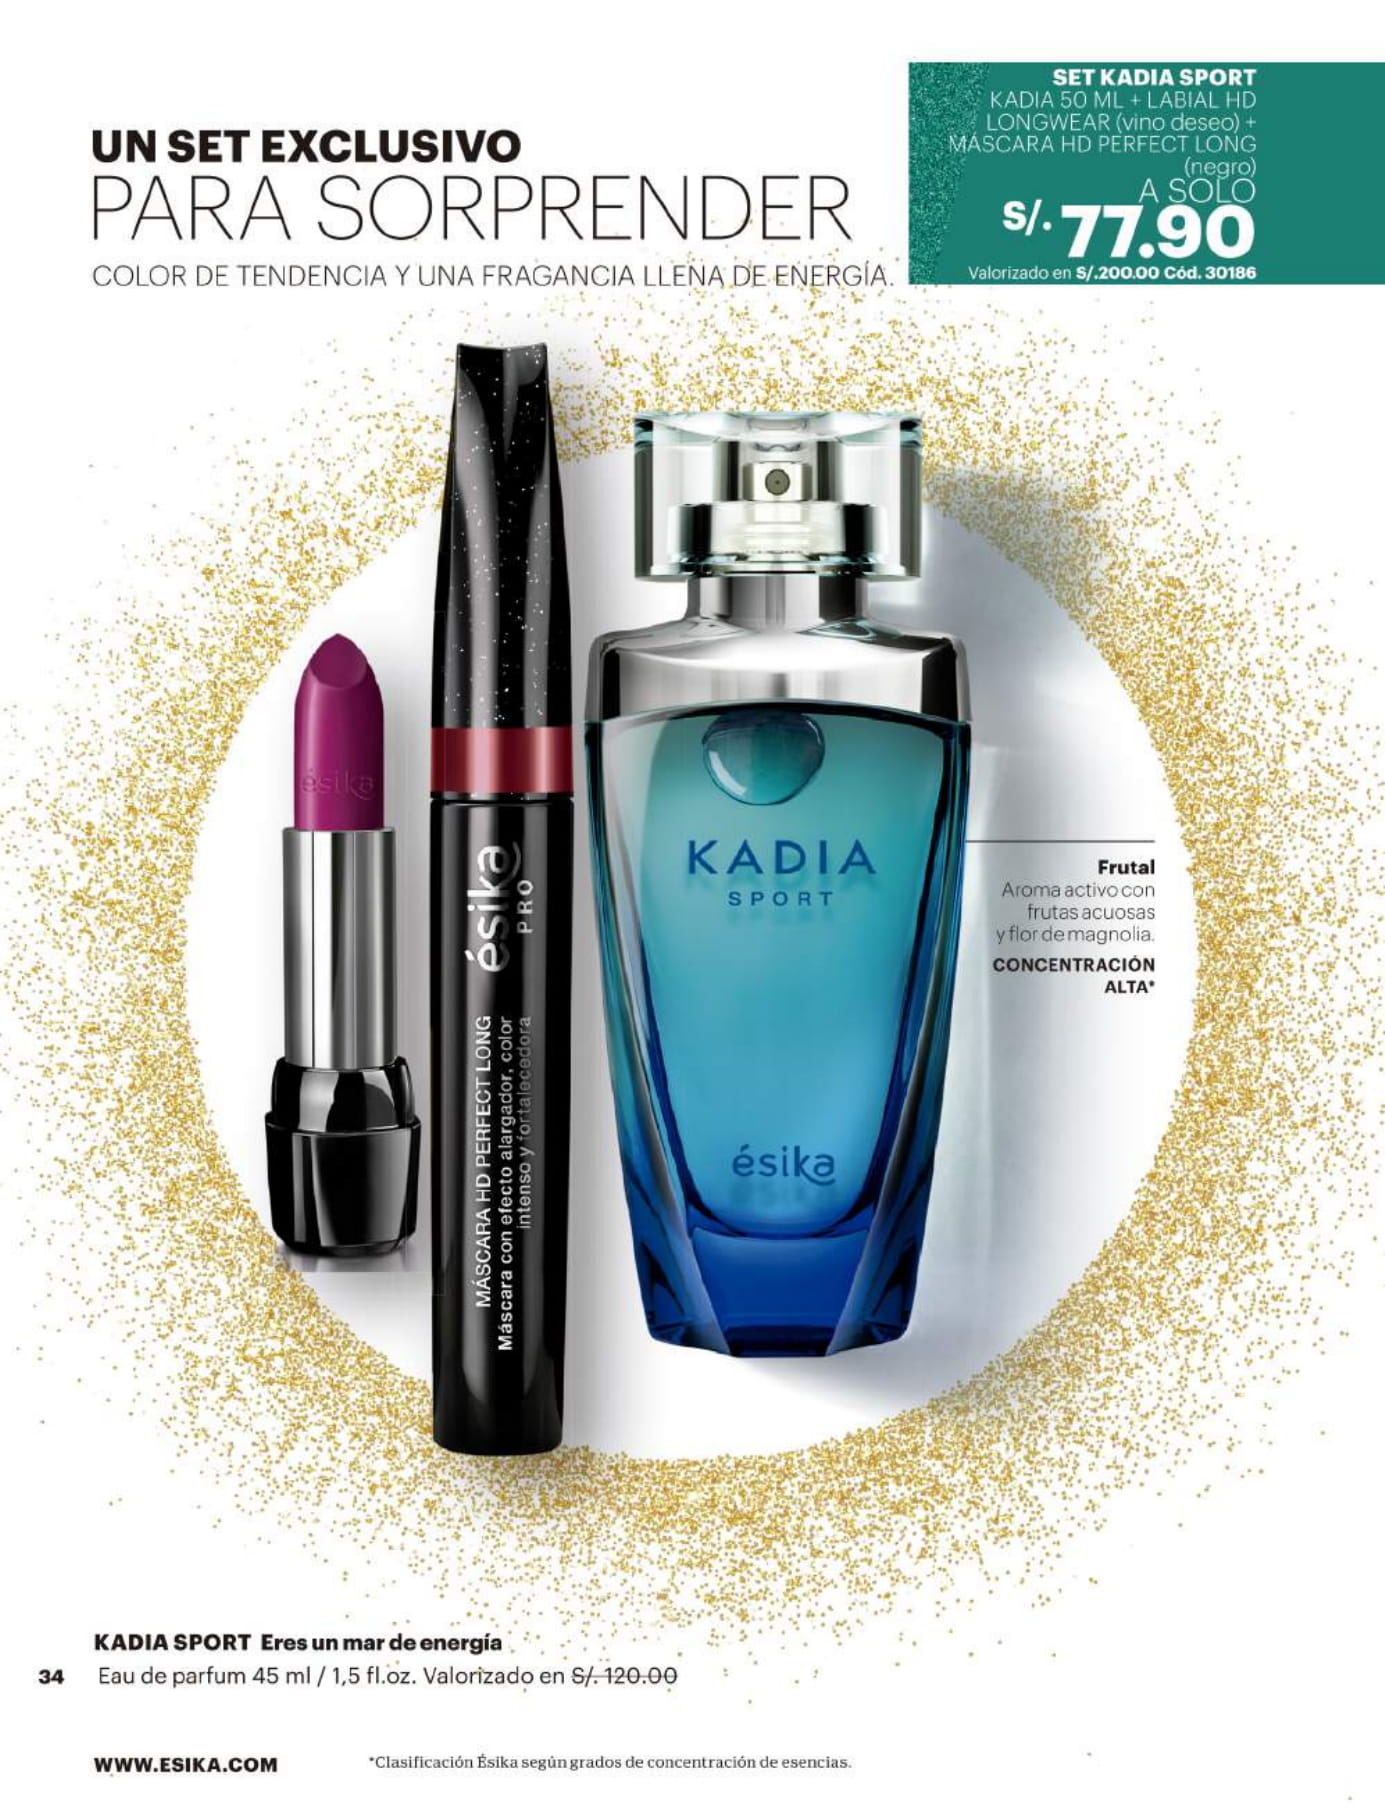 UN SET EXCLUSIVO
PARA SORPRENDER
COLOR DE TENDENCIA Y UNA FRAGANCIA LLENA DE ENERGÍA.
SET KADIA SPORT
KADIA 50 ML + LABIAL HD
LONGWEAR (vino deseo) +
MÁSCARA HD PERFECT LONG
(negro)
A SOLO
S/. 77.90
Valorizado en S/.200.00 Cód. 30186
ésika
ésika
PRO
MÁSCARA HD PERFECT LONG
Máscara con efecto alargador, color
intenso y fortalecedora
KADIA
SPORT
ésika
Frutal
Aroma activo con
frutas acuosas
y flor de magnolia.
CONCENTRACIÓN
ALTA*
KADIA SPORT Eres un mar de energía
34 Eau de parfum 45 ml / 1,5 fl.oz. Valorizado en S/. 120.00
WWW.ESIKA.COM
*Clasificación Ésika según grados de concentración de esencias.